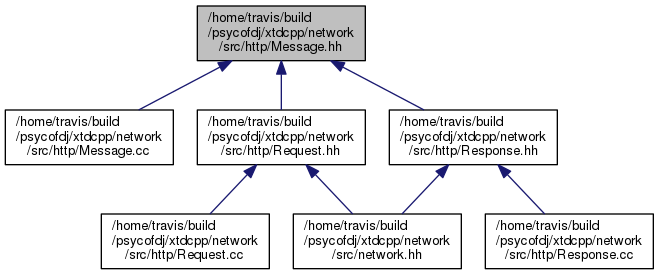 /home/travis/build
/psycofdj/xtdcpp/network
/src/http/Message.hh
/home/travis/build
/psycofdj/xtdcpp/network
/src/http/Message.cc
/home/travis/build
/psycofdj/xtdcpp/network
/src/http/Request.hh
/home/travis/build
/psycofdj/xtdcpp/network
/src/http/Response.hh
/home/travis/build
/psycofdj/xtdcpp/network
/src/http/Request.cc
/home/travis/build
/psycofdj/xtdcpp/network
/src/network.hh
/home/travis/build
/psycofdj/xtdcpp/network
/src/http/Response.cc